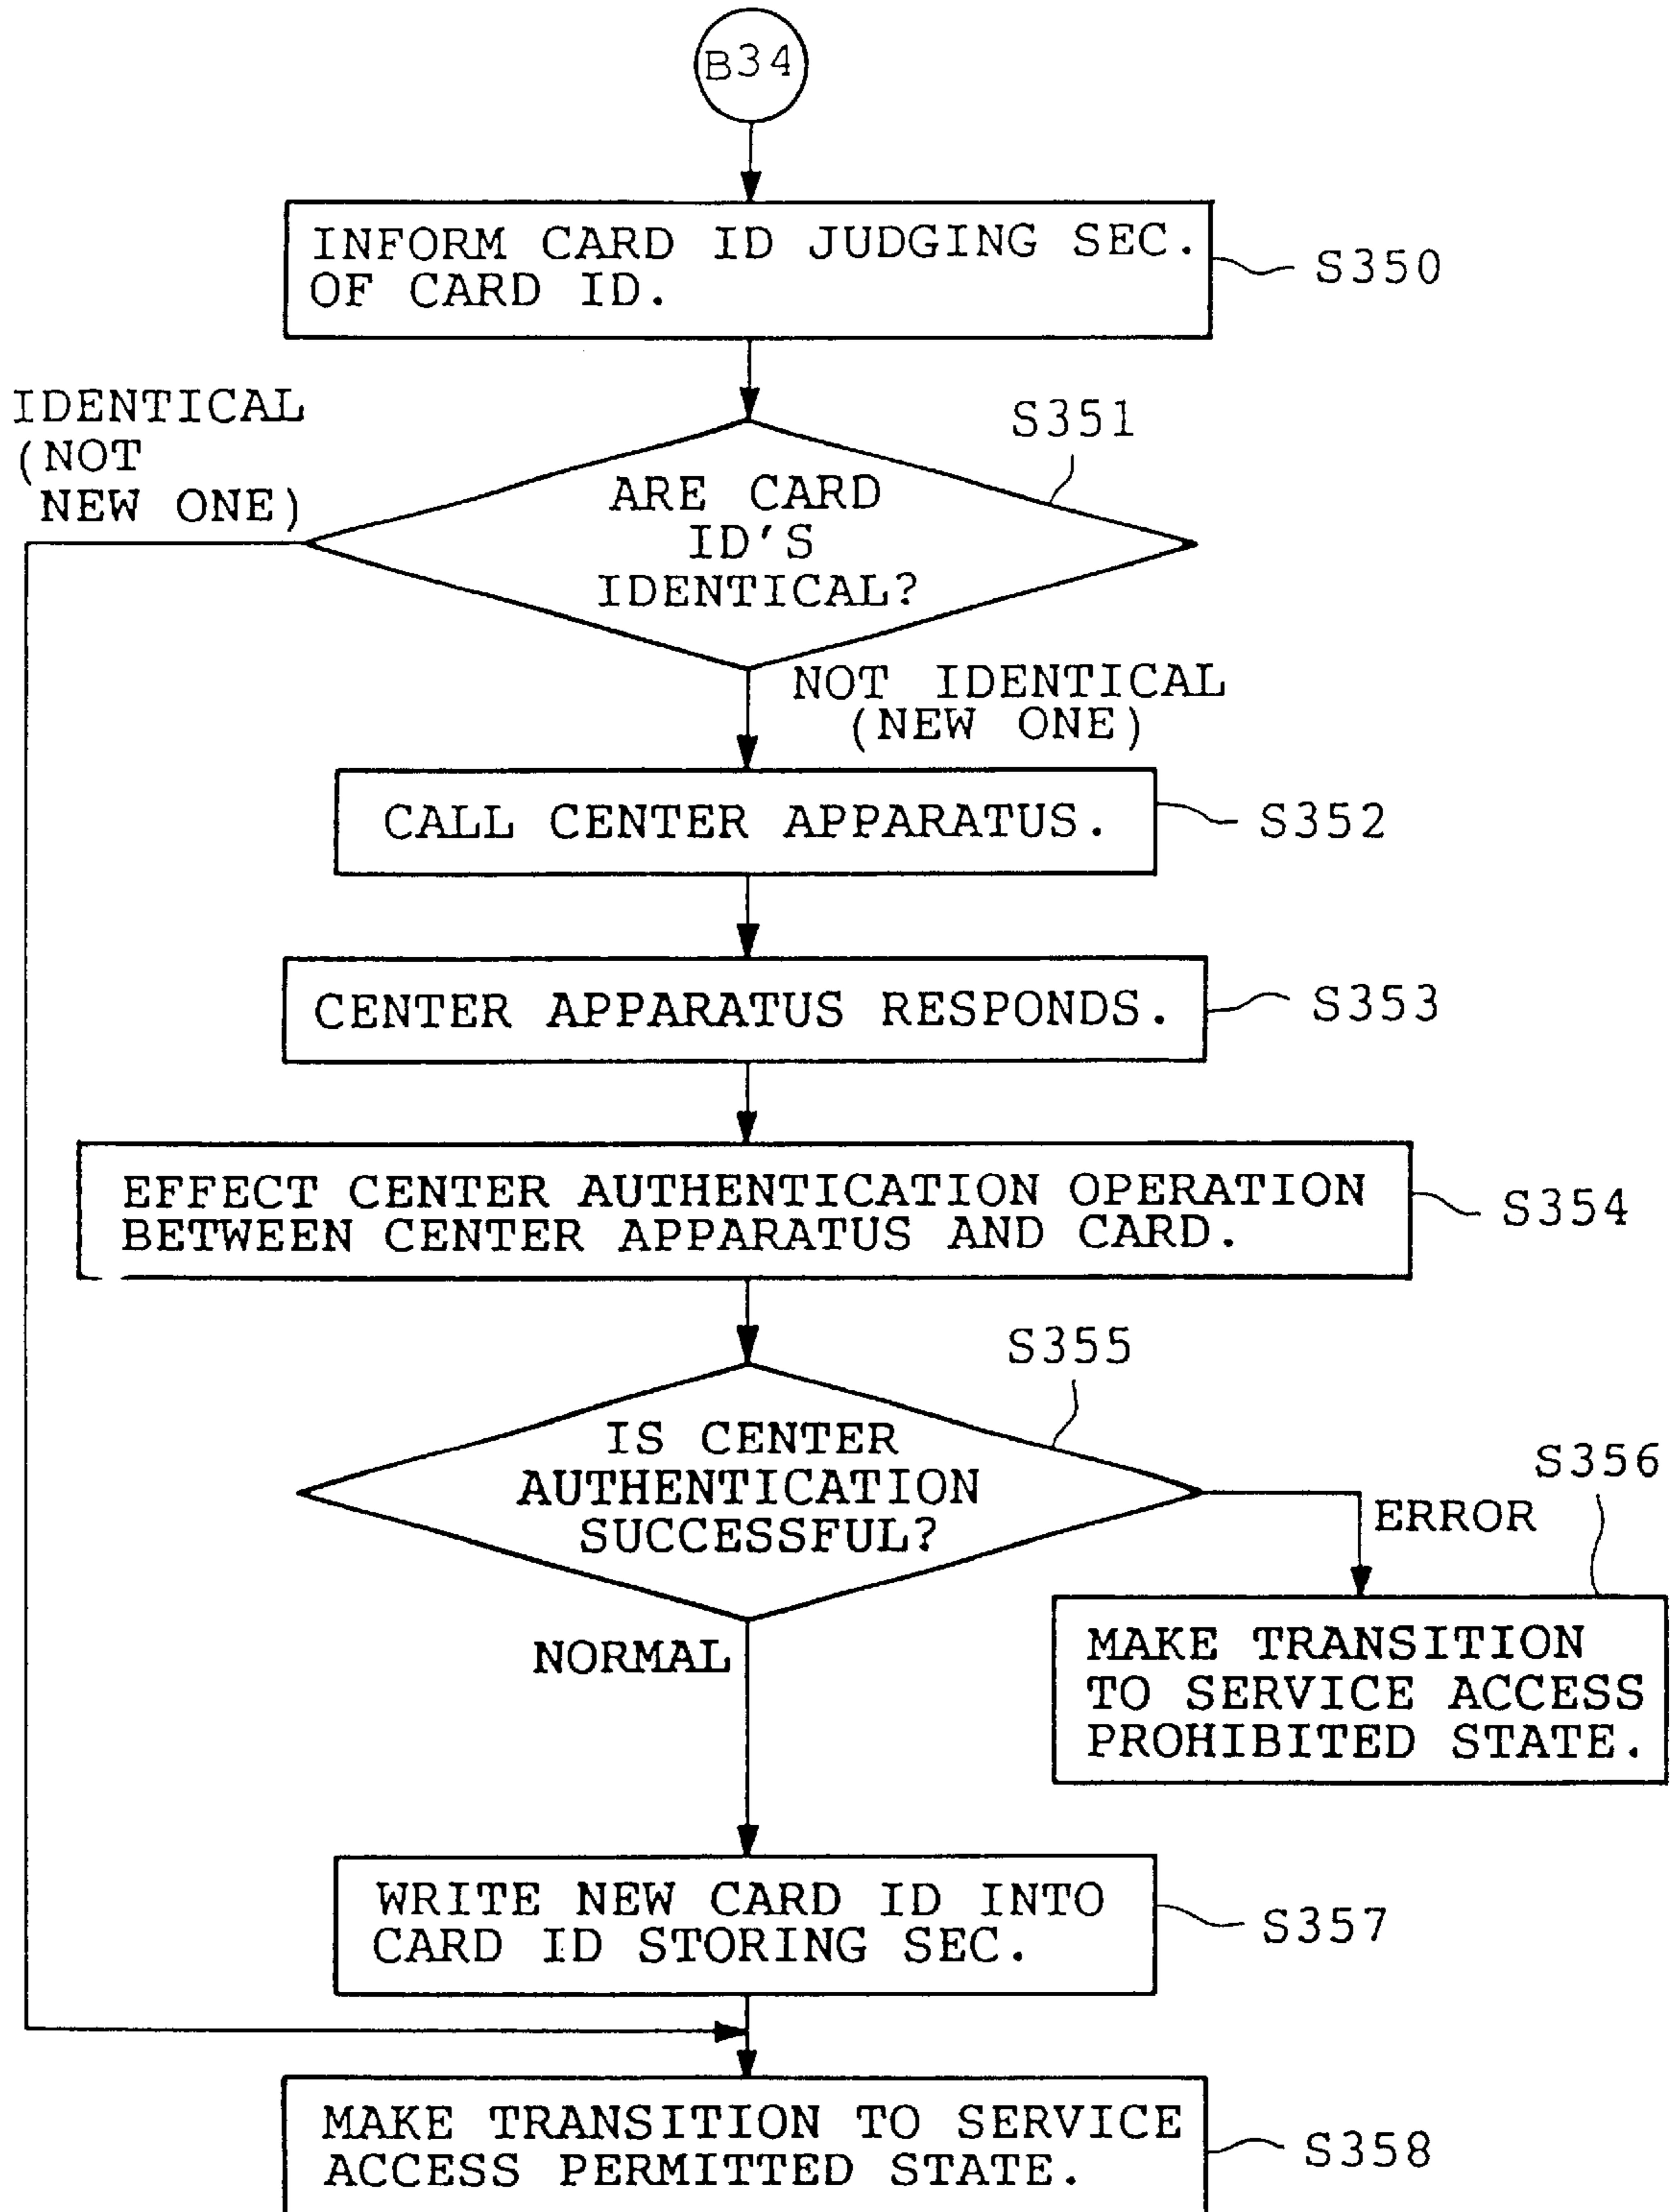 B34
INFORM CARD ID JUDGING SEC.
OF CARD ID.
S350
IDENTICAL
(NOT
NEW ONE)
S351
ARE CARD
ID'S
IDENTICAL?
NOT IDENTICAL
(NEW ONE)
CALL CENTER APPARATUS.
S352
CENTER APPARATUS RESPONDS.
S353
EFFECT CENTER AUTHENTICATION OPERATION
BETWEEN CENTER APPARATUS AND CARD.
S354
S355
IS CENTER
AUTHENTICATION
SUCCESSFUL?
S356
ERROR
NORMAL
MAKE TRANSITION
TO SERVICE ACCESS
PROHIBITED STATE.
WRITE NEW CARD ID INTO
CARD ID STORING SEC.
S357
MAKE TRANSITION TO SERVICE
ACCESS PERMITTED STATE.
S358